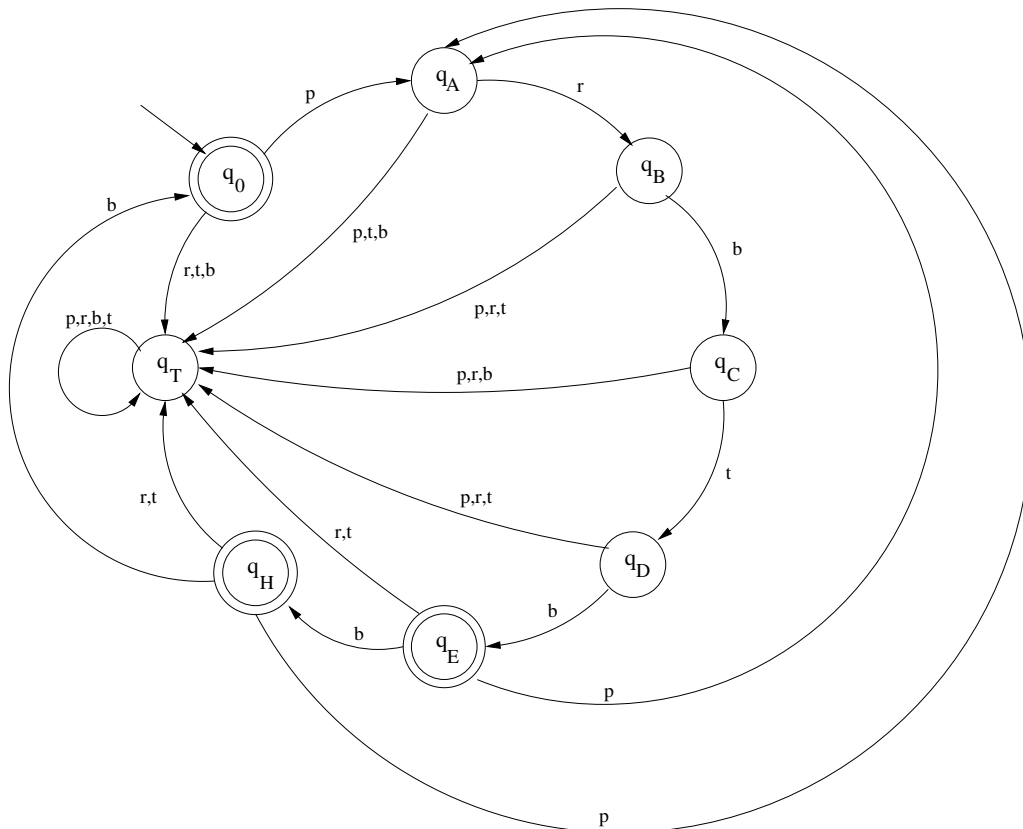 q_A
p
r
q_B
q_0
b
p,t,b
b
r,t,b
p,r,t
p,r,b,t
q_T
p,r,b
q_C
t
r,t
p,r,t
r,t
q_D
q_H
b
b
q_E
p
p